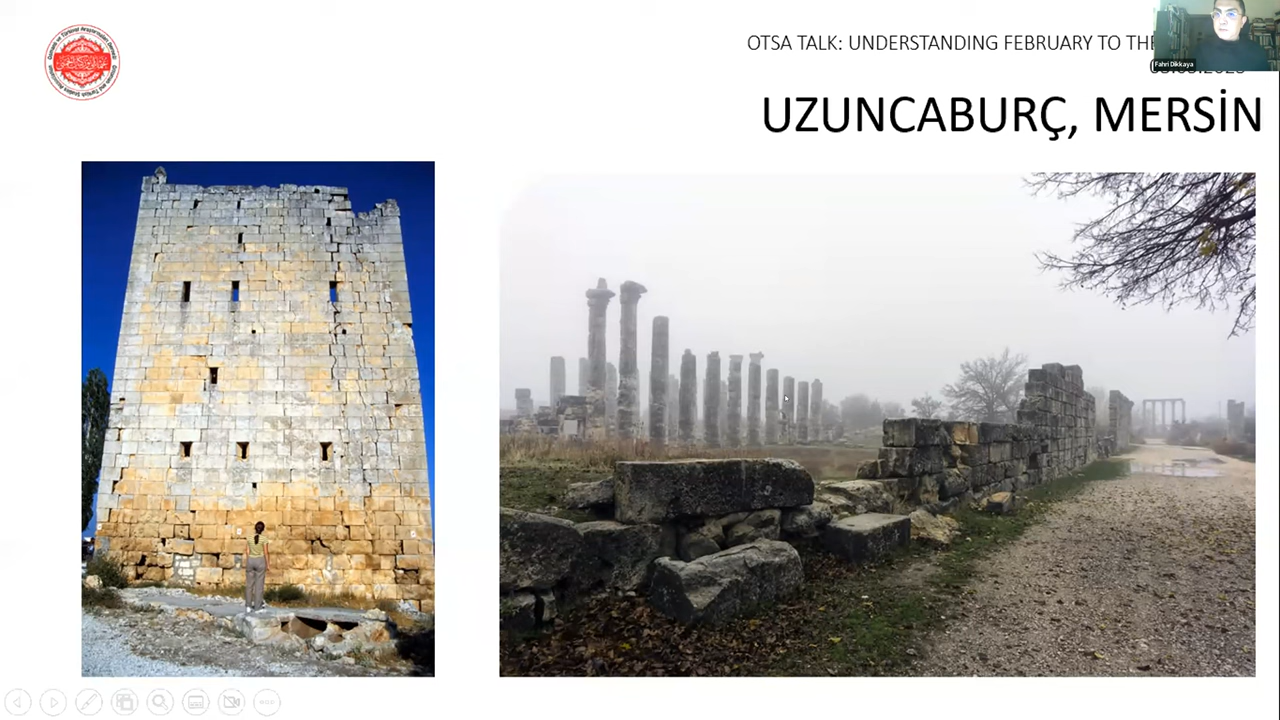 OTSA TALK: UNDERSTANDING FEBRUARY TO THE
UZUNCABURÇ, MERSİN
Fahri Dikkaya